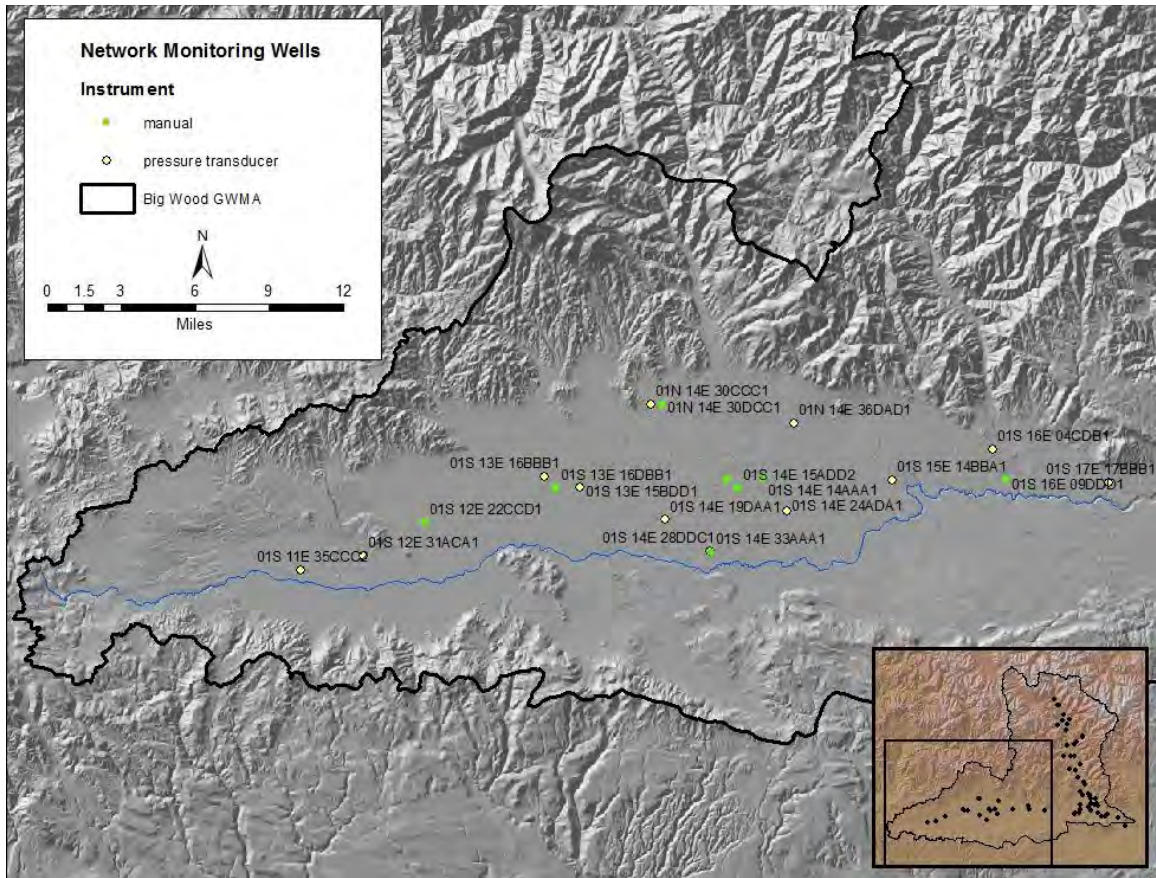 Network Monitoring Wells
Instrument
manual
pressure transducer
Big Wood GWMA
N
0 1.5 3 6 9 12
Miles
01N 14E 30CCC1
01N 14E 30DCC1
01N 14E 36DAD1
01S 16E 04CDB1
01S 13E 16BBB1
01S 13E 16DBB1
01S 13E 15BDD1
01S 14E 15ADD2
01S 14E 14AAA1
01S 15E 14BBA1
01S 17E 17BBB1
01S 16E 09DDD1
01S 12E 22CCD1
01S 14E 19DAA1
01S 14E 24ADA1
01S 14E 28DDC1
01S 14E 33AAA1
01S 12E 31ACA1
01S 11E 35CCC2